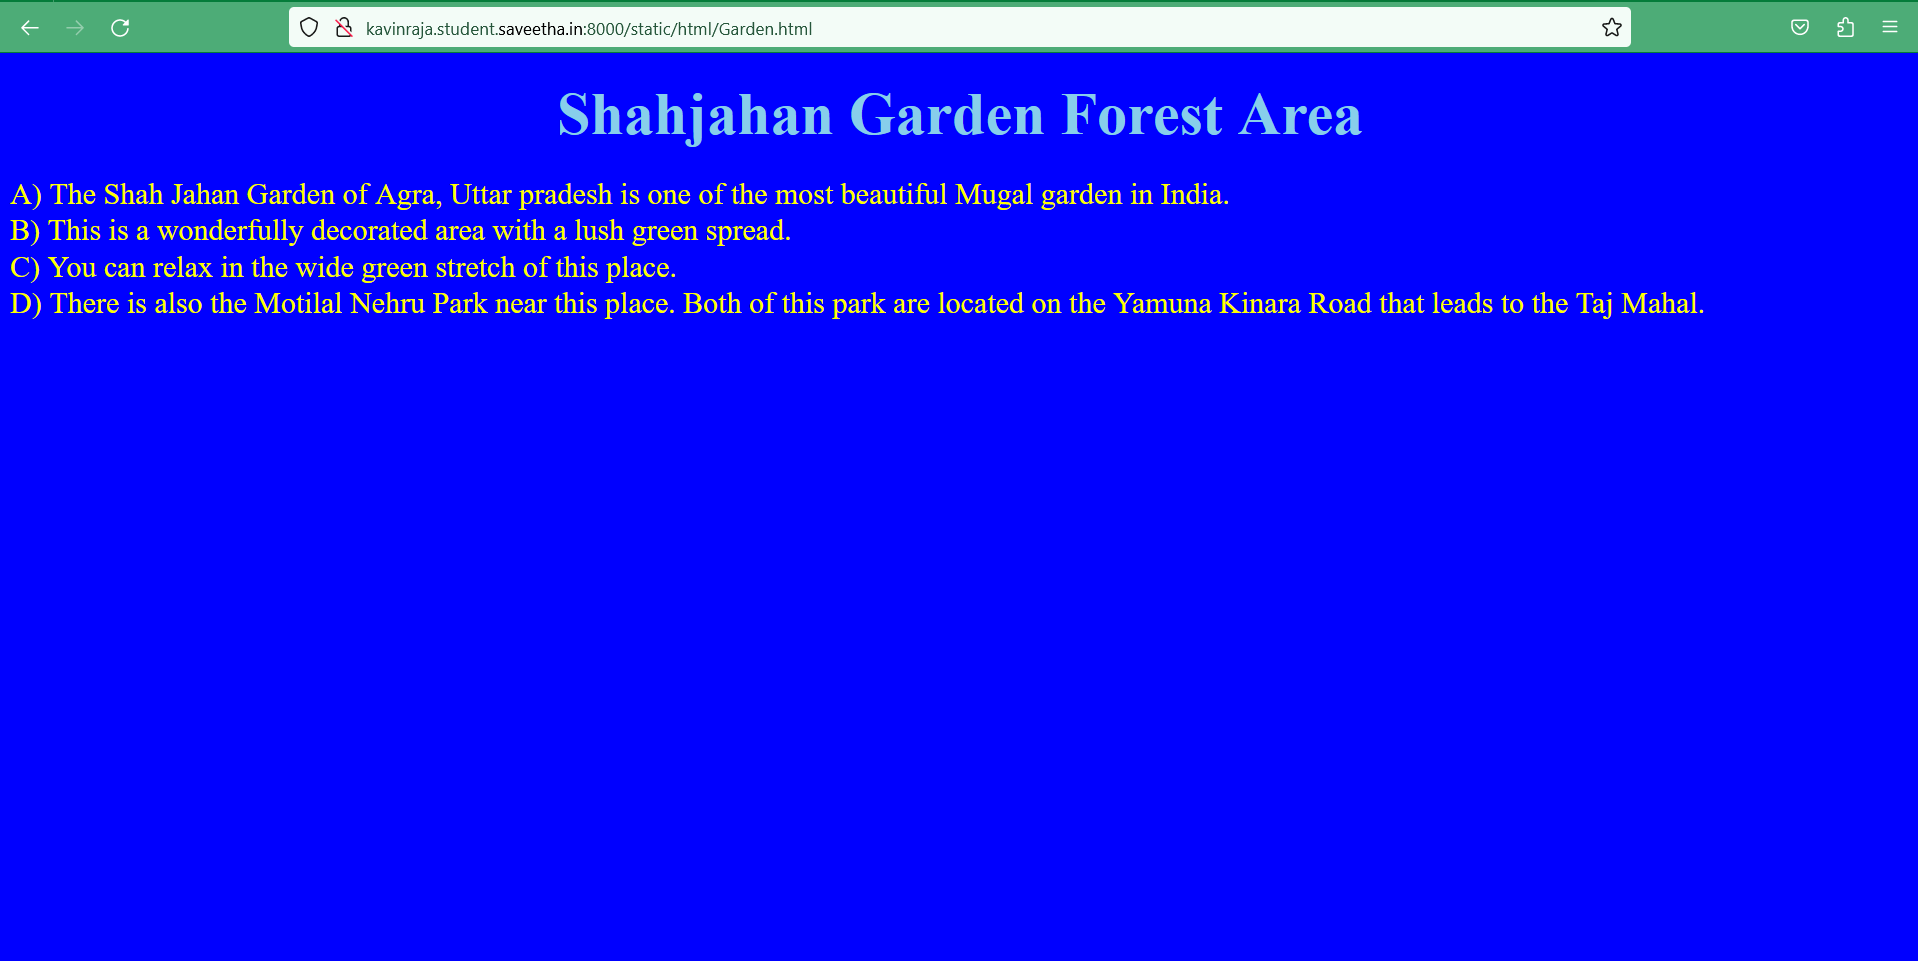 kavinraja.student.saveetha.in:8000/static/html/Garden.html
Shahjahan Garden Forest Area
A) The Shah Jahan Garden of Agra, Uttar pradesh is one of the most beautiful Mugal garden in India.
B) This is a wonderfully decorated area with a lush green spread.
C) You can relax in the wide green stretch of this place.
D) There is also the Motilal Nehru Park near this place. Both of this park are located on the Yamuna Kinara Road that leads to the Taj Mahal.